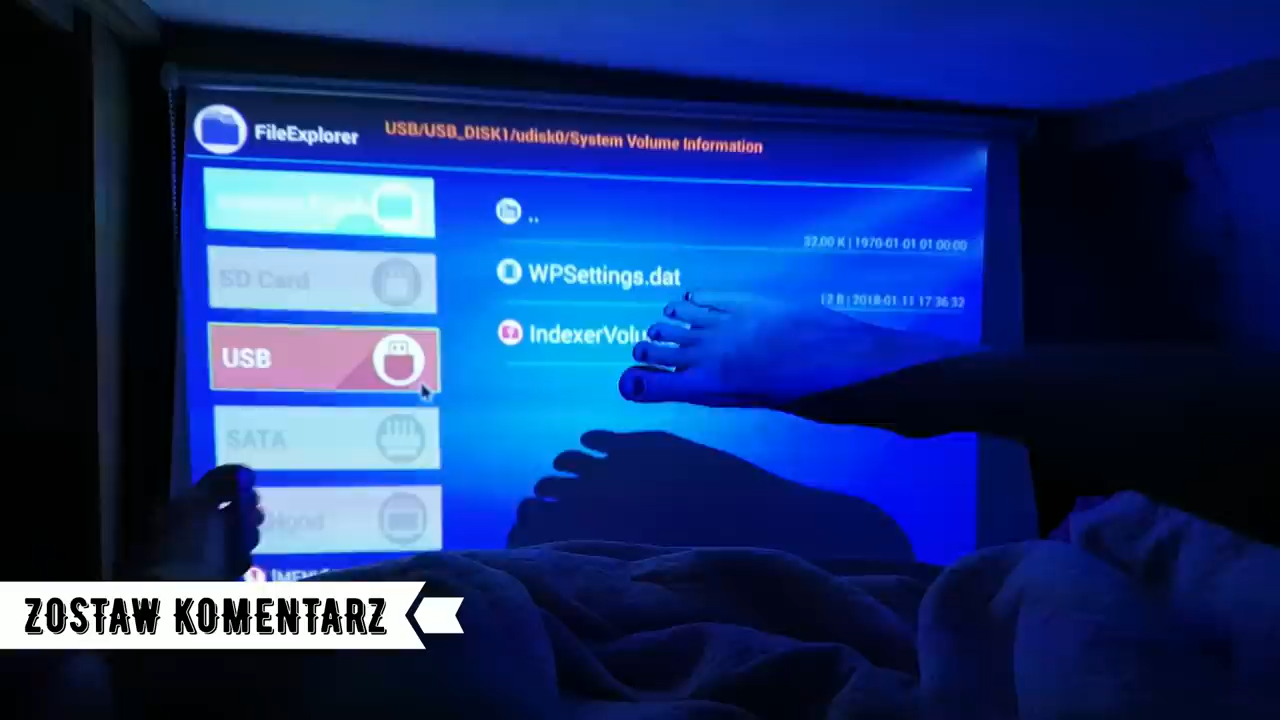 FileExplorer
USB/USB_DISK1/udisk0/System Volume Information
..
32.00 K | 1970-01-01 01:00:00
SD Card
WPSettings.dat
12 B | 2018-01-11 17:36:32
USB
IndexerVolu
SATA
ZOSTAW KOMENTARZ